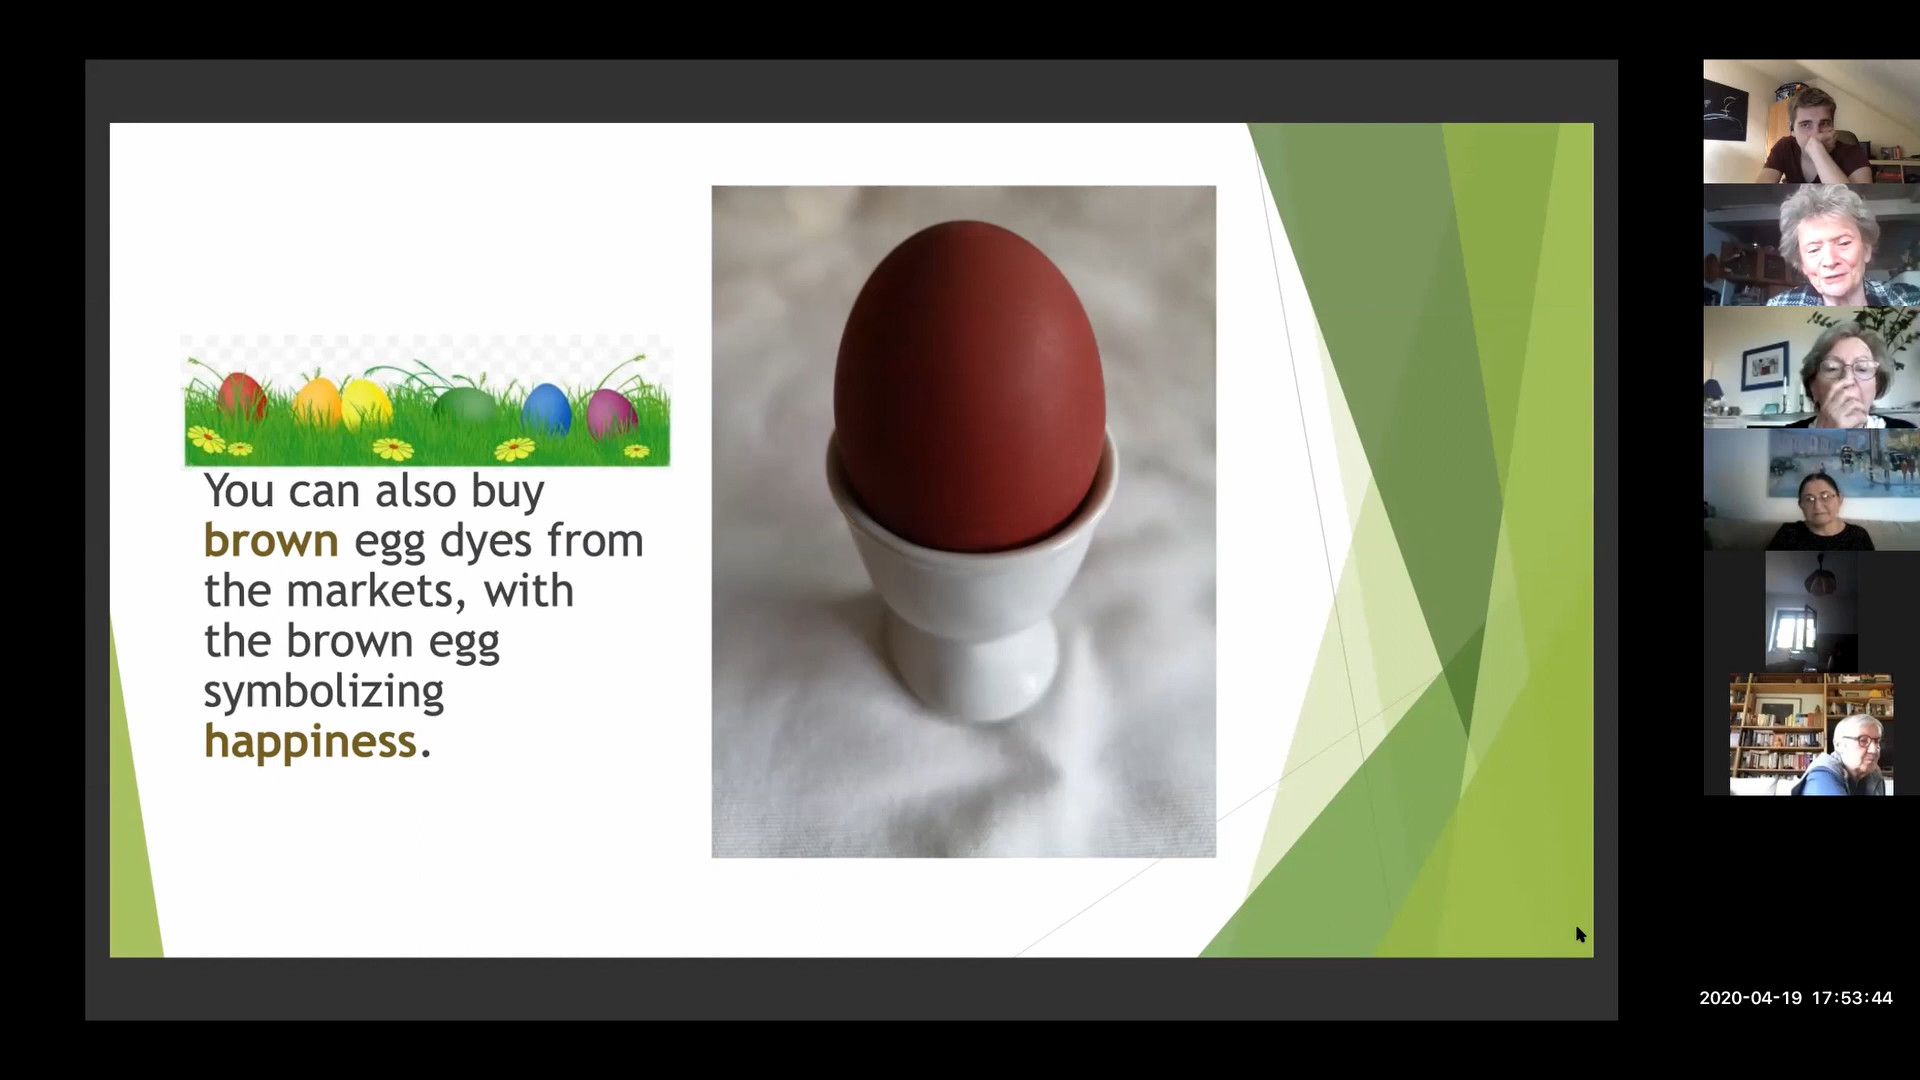 You can also buy
brown egg dyes from
the markets, with
the brown egg
symbolizing
happiness.
2020-04-19 17:53:44